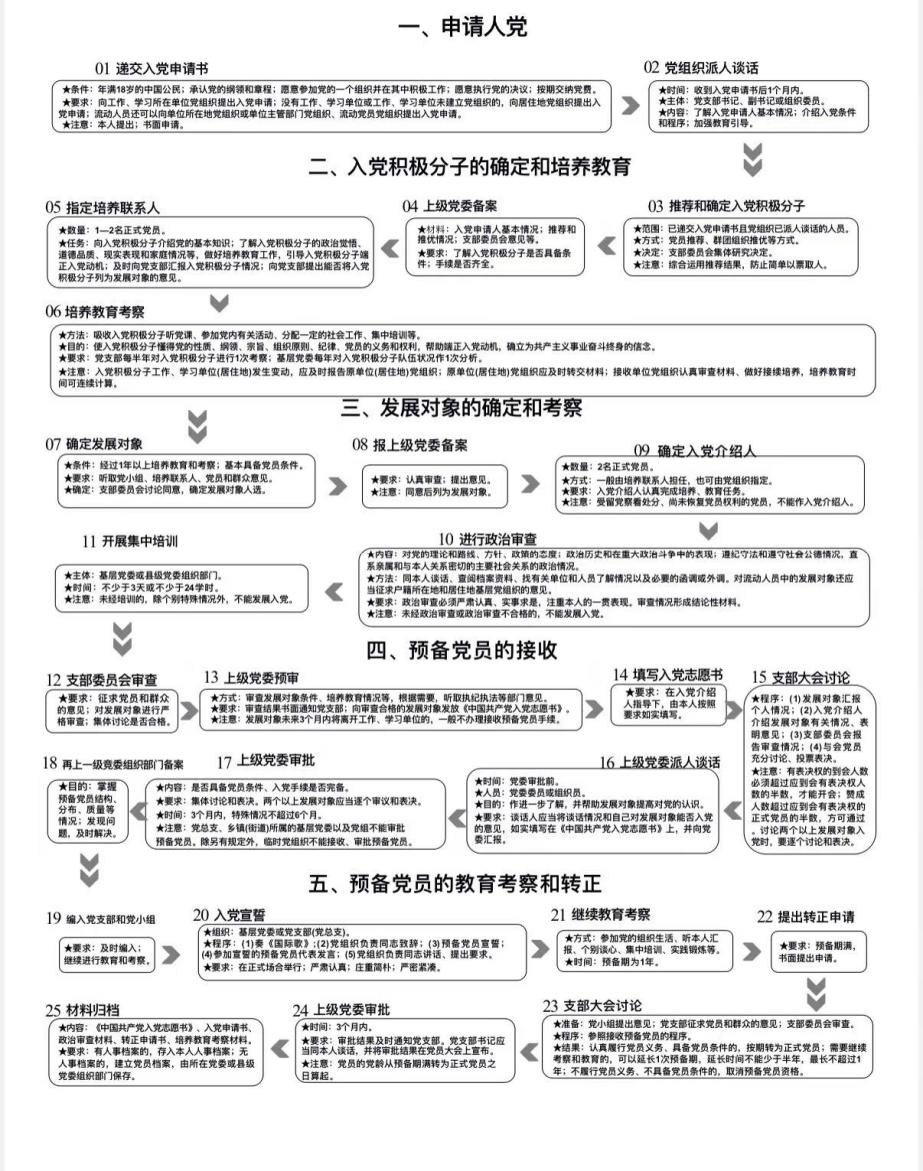 一、申请人党
01 递交入党申请书
★条件：年满18岁的中国公民；承认党的纲领和章程；愿意参加党的一个组织并在其中积极工作；愿意执行党的决议；按期交纳党费。
★要求：向工作、学习所在单位党组织提出入党申请；没有工作、学习单位或工作、学习单位未建立党组织的，向居住地党组织提出入
党申请；流动人员还可以向单位所在地党组织或单位主管部门党组织、流动党员党组织提出入党申请。
★注意：本人提出；书面申请。
02 党组织派人谈话
★时间：收到入党申请书后1个月内。
★主体：党支部书记、副书记或组织委员。
★内容：了解入党申请人基本情况；介绍入党条件
和程序；加强教育引导。
二、入党积极分子的确定和培养教育
03 推荐和确定入党积极分子
★范围：已递交入党申请书且党组织已派人谈话的人员。
★方式：党员推荐、群团组织推优等方式。
★决定：支部委员会集体研究决定。
★注意：综合运用推荐结果，防止简单以票取人。
04 上级党委备案
★材料：入党申请人基本情况；推荐和
推优情况；支部委员会意见等。
★要求：了解入党积极分子是否具备条
件；手续是否齐全。
05 指定培养联系人
★数量：1—2名正式党员。
★任务：向入党积极分子介绍党的基本知识；了解入党积极分子的政治觉悟、
道德品质、现实表现和家庭情况等，做好培养教育工作，引导入党积极分子端
正入党动机；及时向党支部汇报入党积极分子情况；向党支部提出能否将入党
积极分子列为发展对象的意见。
06 培养教育考察
★方法：吸收入党积极分子听党课、参加党内有关活动、分配一定的社会工作、集中培训等。
★目的：使入党积极分子懂得党的性质、纲领、宗旨、组织原则、纪律，党员的义务和权利，帮助端正入党动机，确立为共产主义事业奋斗终身的信念。
★要求：党支部每半年对入党积极分子进行1次考察；基层党委每年对入党积极分子队伍状况作1次分析。
★注意：入党积极分子工作、学习单位(居住地)发生变动，应及时报告原单位(居住地)党组织；原单位(居住地)党组织应及时转交材料；接收单位党组织认真审查材料、做好接续培养，培养教育时
间可连续计算。
三、发展对象的确定和考察
07 确定发展对象
★条件：经过1年以上培养教育和考察；基本具备党员条件。
★要求：听取党小组、培养联系人、党员和群众意见。
★确定：支部委员会讨论同意，确定发展对象人选。
08 报上级党委备案
★要求：认真审查；提出意见。
★注意：同意后列为发展对象。
09 确定入党介绍人
★数量：2名正式党员。
★方式：一般由培养联系人担任，也可由党组织指定。
★要求：入党介绍人认真完成培养、教育任务。
★注意：受留党察看处分、尚未恢复党员权利的党员，不能作入党介绍人。
10 进行政治审查
★内容：对党的理论和路线、方针、政策的态度；政治历史和在重大政治斗争中的表现；遵纪守法和遵守社会公德情况，直
系亲属和与本人关系密切的主要社会关系的政治情况。
★方法：同本人谈话、查阅档案资料、找有关单位和人员了解情况以及必要的函调或外调。对流动人员中的发展对象还应
当征求户籍所在地和居住地基层党组织的意见。
★要求：政治审查必须严肃认真、实事求是，注重本人的一贯表现。审查情况形成结论性材料。
★注意：未经政治审查或政治审查不合格的，不能发展入党。
11 开展集中培训
★主体：基层党委或县级党委组织部门。
★时间：不少于3天或不少于24学时。
★注意：未经培训的，除个别特殊情况外，不能发展入党。
四、预备党员的接收
12 支部委员会审查
★要求：征求党员和群众
的意见；对发展对象进行严
格审查；集体讨论是否合格。
13 上级党委预审
★方式：审查发展对象条件、培养教育情况等，根据需要，听取执纪执法等部门意见。
★要求：审查结果书面通知党支部；向审查合格的发展对象发放《中国共产党入党志愿书》。
★注意：发展对象未来3个月内将离开工作、学习单位的，一般不办理接收预备党员手续。
14 填写入党志愿书
★要求：在入党介绍
人指导下，由本人按照
要求如实填写。
15 支部大会讨论
★程序：(1)发展对象汇报
个人情况；(2)入党介绍人
介绍发展对象有关情况、表
明意见；(3)支部委员会报
告审查情况；(4)与会党员
充分讨论、投票表决。
★注意：有表决权的到会人数
必须超过应到会有表决权人
数的半数，才能开会；赞成
人数超过应到会有表决权的
正式党员的半数，方可通过
。讨论两个以上发展对象入
党时，要逐个讨论和表决。
16 上级党委派人谈话
★时间：党委审批前。
★人员：党委委员或组织员。
★目的：作进一步了解，并帮助发展对象提高对党的认识。
★要求：谈话人应当将谈话情况和自己对发展对象能否入党
的意见，如实填写在《中国共产党入党志愿书》上，并向党
委汇报。
17 上级党委审批
★内容：是否具备党员条件、入党手续是否完备。
★要求：集体讨论和表决。两个以上发展对象应当逐个审议和表决。
★时间：3个月内，特殊情况不超过6个月。
★注意：党总支、乡镇(街道)所属的基层党委以及党组不能审批
预备党员。除另有规定外，临时党组织不能接收、审批预备党员。
18 再上一级党委组织部门备案
★目的：掌握
预备党员结构、
分布、质量等
情况；发现问
题，及时解决。
五、预备党员的教育考察和转正
19 编入党支部和党小组
★要求：及时编入；
继续进行教育和考察。
20 入党宣誓
★组织：基层党委或党支部(党总支)。
★程序：(1)奏《国际歌》;(2)党组织负责同志致辞；(3)预备党员宣誓；
(4)参加宣誓的预备党员代表发言；(5)党组织负责同志讲话、提出要求。
★要求：在正式场合举行；严肃认真；庄重简朴；严密紧凑。
21 继续教育考察
★方式：参加党的组织生活、听本人汇
报、个别谈心、集中培训、实践锻炼等。
★时间：预备期为1年。
22 提出转正申请
★要求：预备期满，
书面提出申请。
23 支部大会讨论
★准备：党小组提出意见；党支部征求党员和群众的意见；支部委员会审查。
★程序：参照接收预备党员的程序。
★结果：认真履行党员义务、具备党员条件的，按期转为正式党员；需要继续
考察和教育的，可以延长1次预备期，延长时间不能少于半年，最长不超过1
年；不履行党员义务、不具备党员条件的，取消预备党员资格。
24 上级党委审批
★时间：3个月内。
★要求：审批结果及时通知党支部。党支部书记应
当同本人谈话，并将审批结果在党员大会上宣布。
★注意：党员的党龄从预备期满转为正式党员之
日算起。
25 材料归档
★内容：《中国共产党入党志愿书》、入党申请书、
政治审查材料、转正申请书、培养教育考察材料。
★要求：有人事档案的，存入本人人事档案；无
人事档案的，建立党员档案，由所在党委或县级
党委组织部门保存。